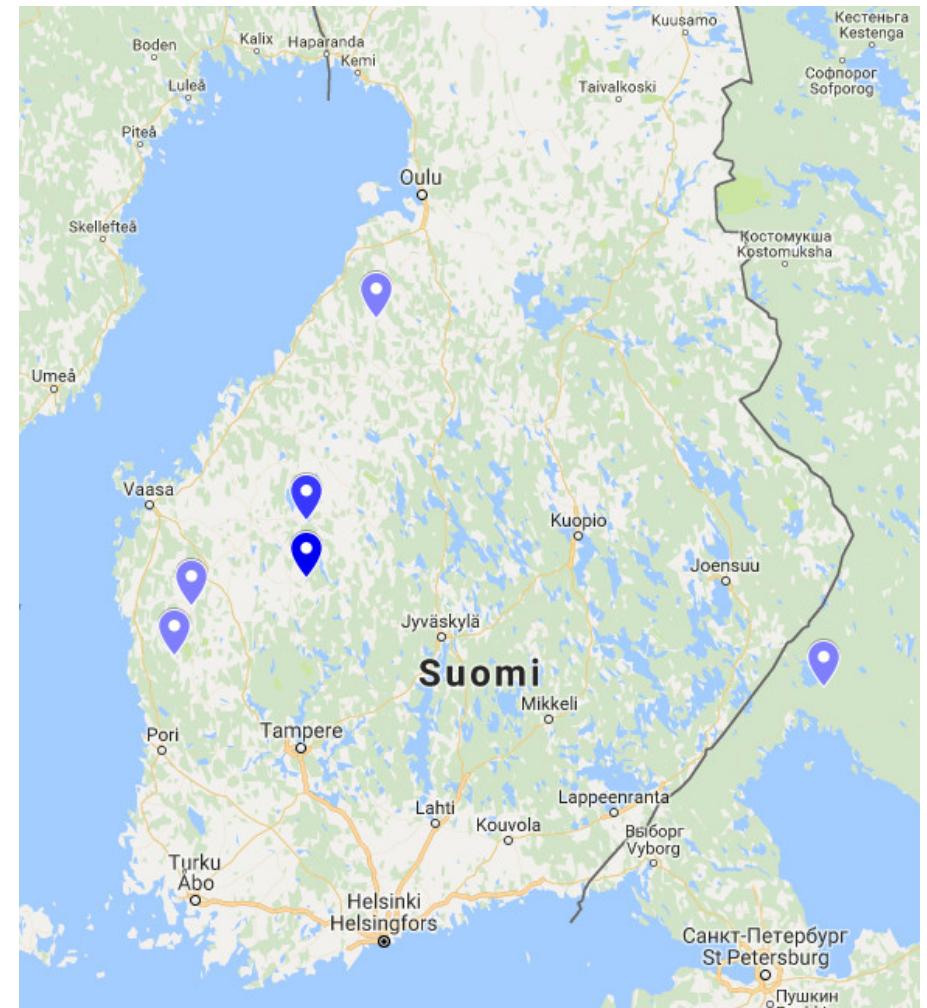 Kuusamo
Кестеньга
Kestenga
Boden
Kalix
Haparanda
Kemi
Софпорог
Sofporog
Luleå
Taivalkoski
Piteå
Oulu
Skellefteå
Костомукша
Kostomuksha
Umeå
Vaasa
Kuopio
Joensuu
Jyväskylä
Suomi
Mikkeli
Pori
Tampere
Lappeenranta
Lahti
Kouvola
Выборг
Vyborg
Turku
Åbo
Helsinki
Helsingfors
Санкт-Петербург
St Petersburg
Пушкин